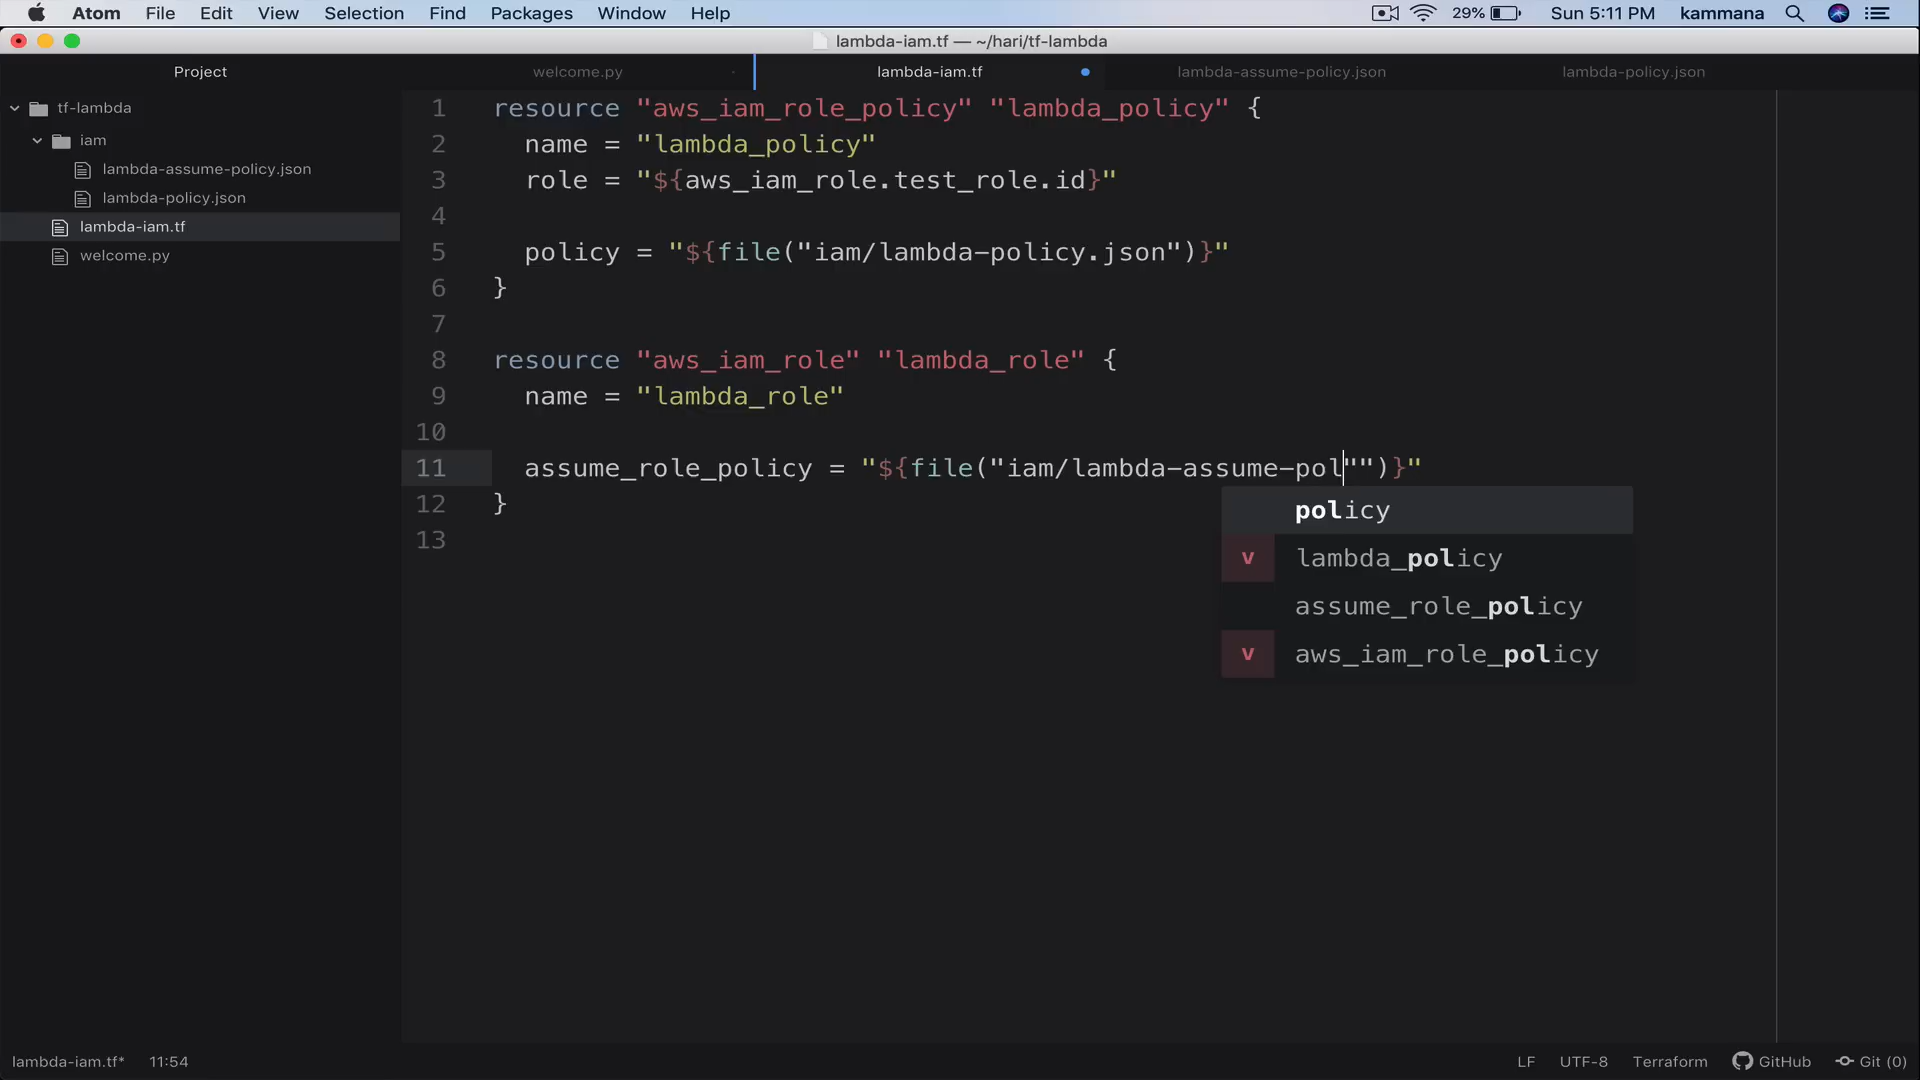 Atom File Edit View Selection Find Packages Window Help 29% Sun 5:11 PM kammana
lambda-iam.tf — ~/hari/tf-lambda
Project welcome.py lambda-iam.tf lambda-assume-policy.json lambda-policy.json
tf-lambda
iam
lambda-assume-policy.json
lambda-policy.json
lambda-iam.tf
welcome.py
1 resource "aws_iam_role_policy" "lambda_policy" {
2 name = "lambda_policy"
3 role = "${aws_iam_role.test_role.id}"
4
5 policy = "${file("iam/lambda-policy.json")}"
6 }
7
8 resource "aws_iam_role" "lambda_role" {
9 name = "lambda_role"
10
11 assume_role_policy = "${file("iam/lambda-assume-pol"")}"
12 }
13
policy
v lambda_policy
assume_role_policy
v aws_iam_role_policy
lambda-iam.tf* 11:54 LF UTF-8 Terraform GitHub Git (0)